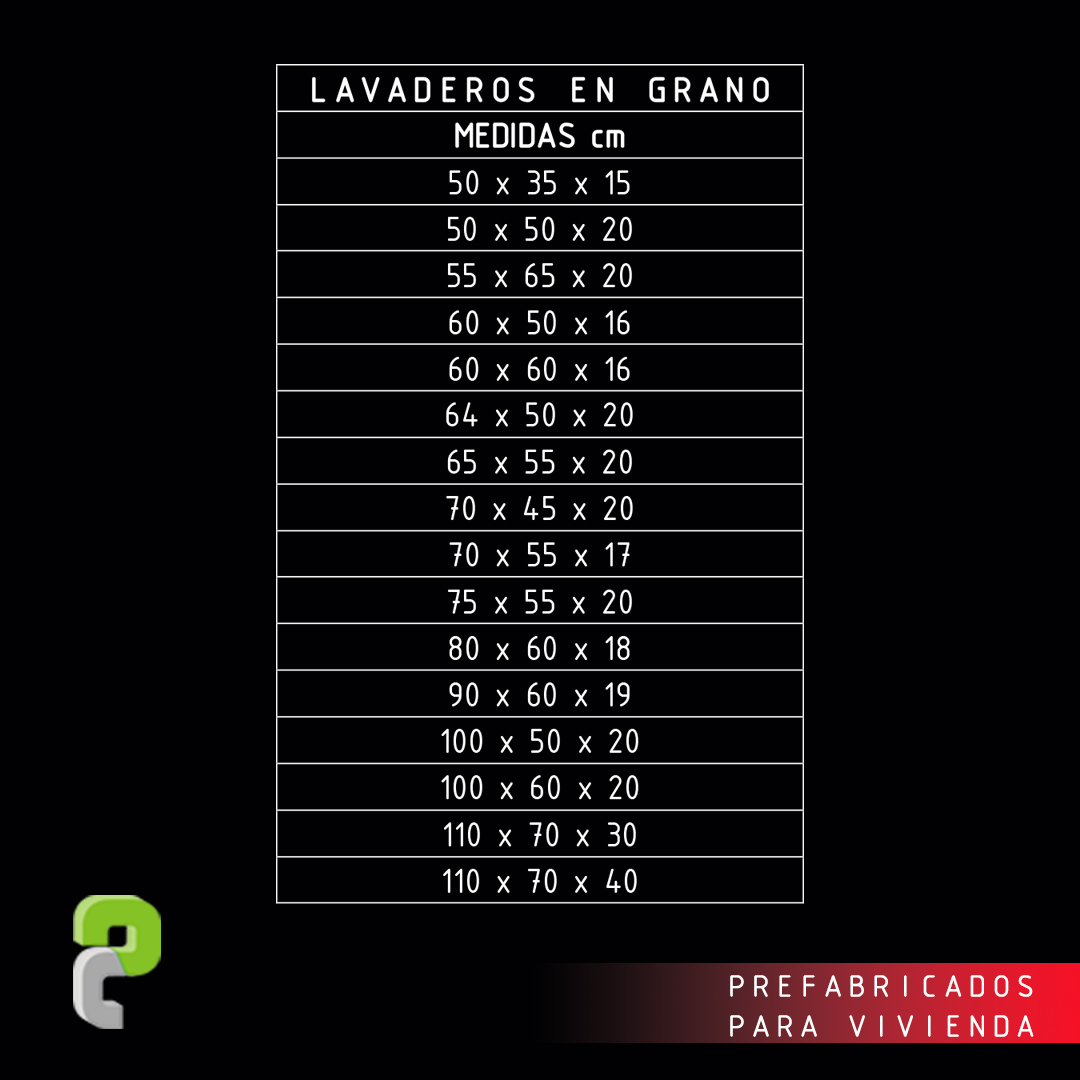 LAVADEROS EN GRANO
MEDIDAS cm
50 x 35 x 15
50 x 50 x 20
55 x 65 x 20
60 x 50 x 16
60 x 60 x 16
64 x 50 x 20
65 x 55 x 20
70 x 45 x 20
70 x 55 x 17
75 x 55 x 20
80 x 60 x 18
90 x 60 x 19
100 x 50 x 20
100 x 60 x 20
110 x 70 x 30
110 x 70 x 40
PREFABRICADOS
PARA VIVIENDA